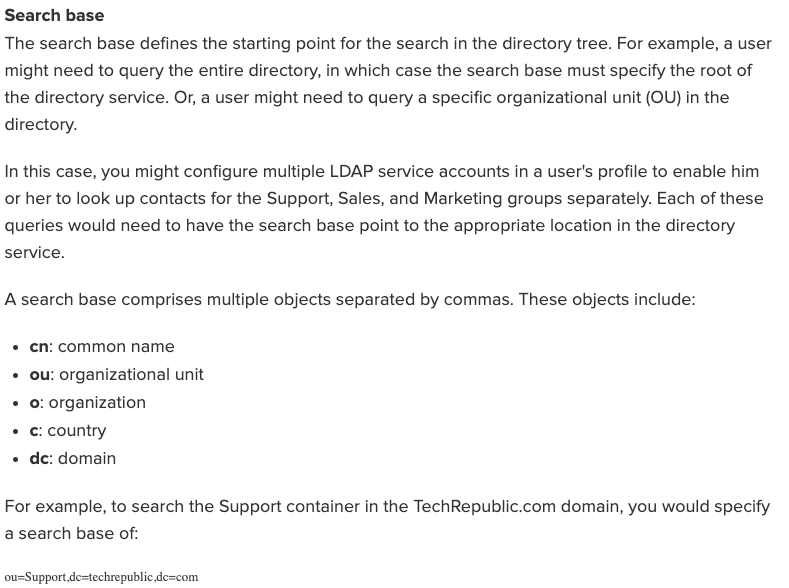 Search base
The search base defines the starting point for the search in the directory tree. For example, a user
might need to query the entire directory, in which case the search base must specify the root of
the directory service. Or, a user might need to query a specific organizational unit (OU) in the
directory.
In this case, you might configure multiple LDAP service accounts in a user's profile to enable him
or her to look up contacts for the Support, Sales, and Marketing groups separately. Each of these
queries would need to have the search base point to the appropriate location in the directory
service.
A search base comprises multiple objects separated by commas. These objects include:
• cn: common name
• ou: organizational unit
• o: organization
• c: country
• dc: domain
For example, to search the Support container in the TechRepublic.com domain, you would specify
a search base of:
ou=Support,dc=techrepublic,dc=com